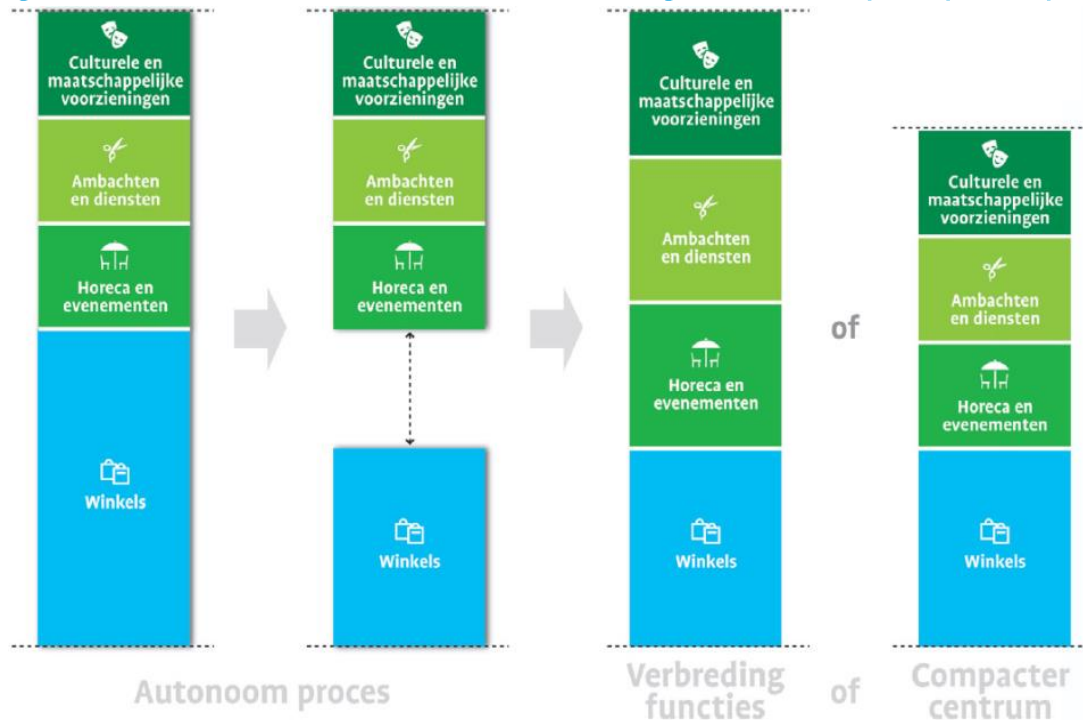 Culturele en
maatschappelijke
voorzieningen
Ambachten
en diensten
Horeca en
evenementen
Winkels
Culturele en
maatschappelijke
voorzieningen
Ambachten
en diensten
Horeca en
evenementen
Winkels
Culturele en
maatschappelijke
voorzieningen
Ambachten
en diensten
Horeca en
evenementen
Winkels
of
Culturele en
maatschappelijke
voorzieningen
Ambachten
en diensten
Horeca en
evenementen
Winkels
Autonoom proces
Verbreding
functies
of
Compacter
centrum